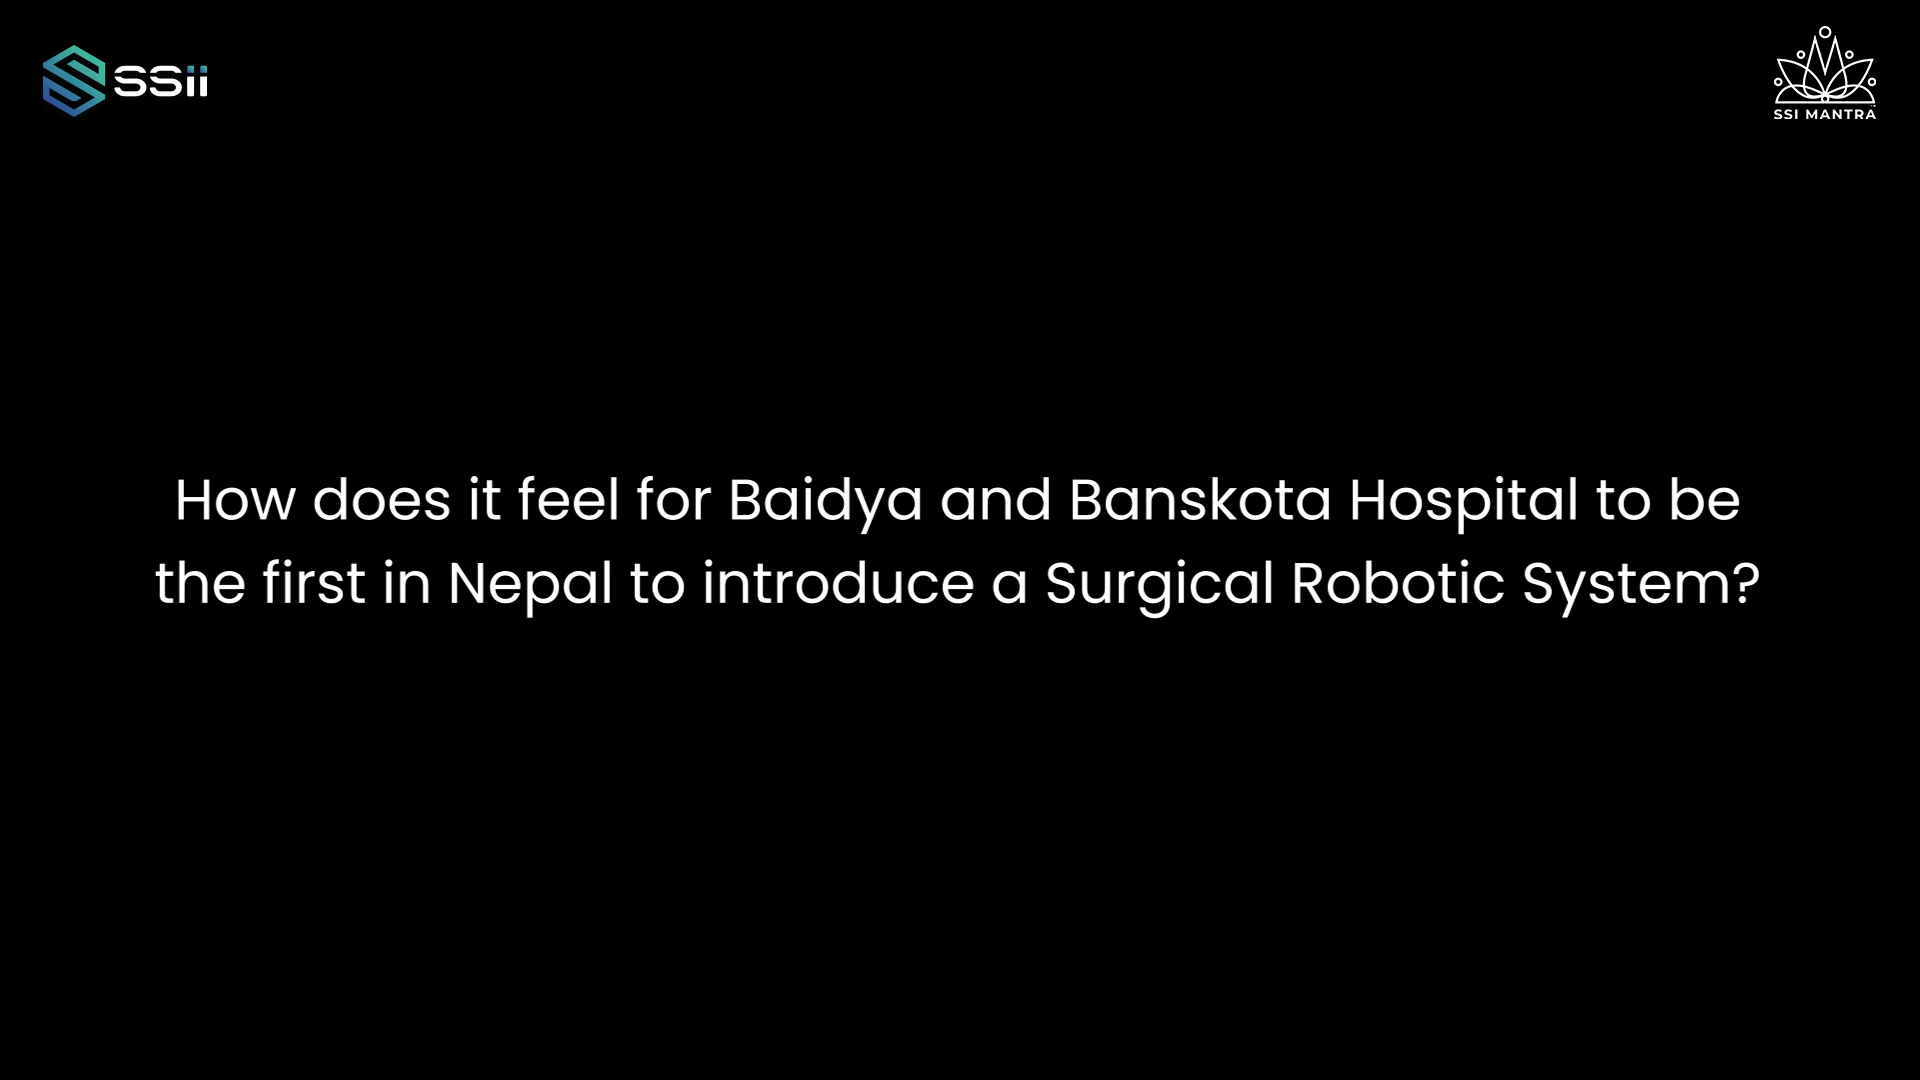 SSii
SSI MANTRA
How does it feel for Baidya and Banskota Hospital to be
the first in Nepal to introduce a Surgical Robotic System?